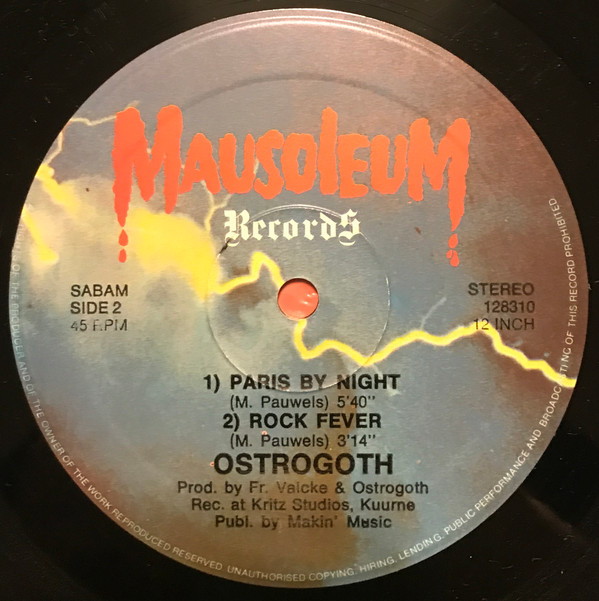 MAUSOLEUM
Records
SABAM
SIDE 2
45 RPM
STEREO
128310
12 INCH
1) PARIS BY NIGHT
(M. Pauwels) 5'40"
2) ROCK FEVER
(M. Pauwels) 3'14"
OSTROGOTH
Prod. by Fr. Valcke & Ostrogoth
Rec. at Kritz Studios, Kuurne
Publ. by Makin' Music
OF THE PRODUCER AND OF THE OWNER OF THE WORK REPRODUCED RESERVED. UNAUTHORISED COPYING, HIRING, LENDING, PUBLIC PERFORMANCE AND BROADCASTING OF THIS RECORD PROHIBITED